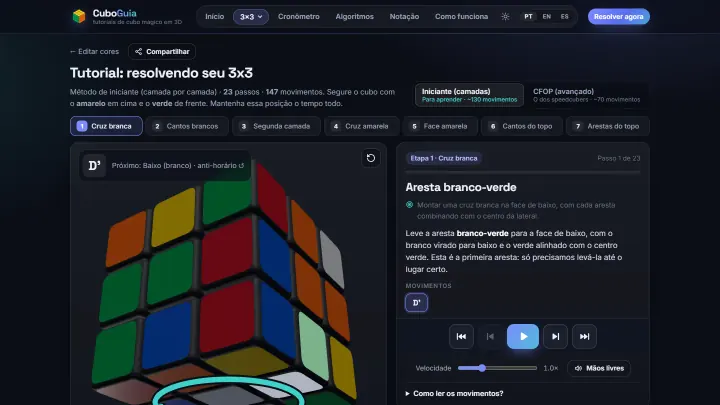 CuboGuia
tutoriais de cubo mágico em 3D
Início
3×3
Cronômetro
Algoritmos
Notação
Como funciona
PT
EN
ES
Resolver agora
← Editar cores
Compartilhar
Tutorial: resolvendo seu 3x3
Método de iniciante (camada por camada) · 23 passos · 147 movimentos. Segure o cubo com
o amarelo em cima e o verde de frente. Mantenha essa posição o tempo todo.
Iniciante (camadas)
Para aprender · ~130 movimentos
CFOP (avançado)
O dos speedcubers · ~70 movimentos
1 Cruz branca
2 Cantos brancos
3 Segunda camada
4 Cruz amarela
5 Face amarela
6 Cantos do topo
7 Arestas do topo
D'
Próximo: Baixo (branco) · anti-horário ↺
Etapa 1 · Cruz branca
Passo 1 de 23
Aresta branco-verde
Montar uma cruz branca na face de baixo, com cada aresta
combinando com o centro da lateral.
Leve a aresta branco-verde para a face de baixo, com o
branco virado para baixo e o verde alinhado com o centro
verde. Esta é a primeira aresta: só precisamos levá-la até o
lugar certo.
MOVIMENTOS
D'
Velocidade
1.0×
Mãos livres
▸ Como ler os movimentos?